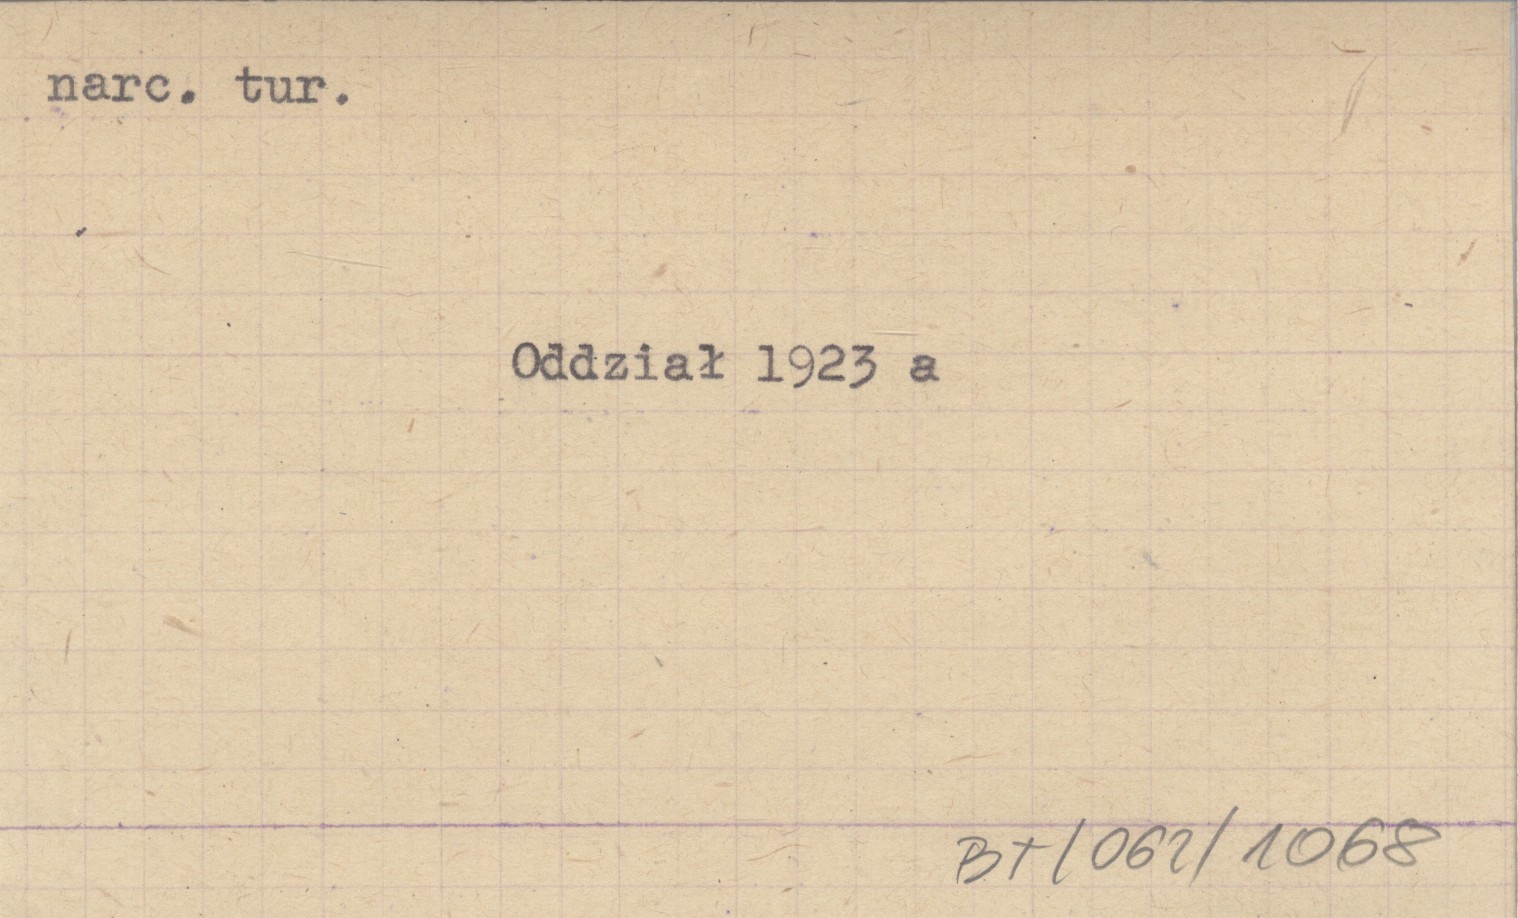 narc. tur.
Oddział 1923 a
BT/062/1068